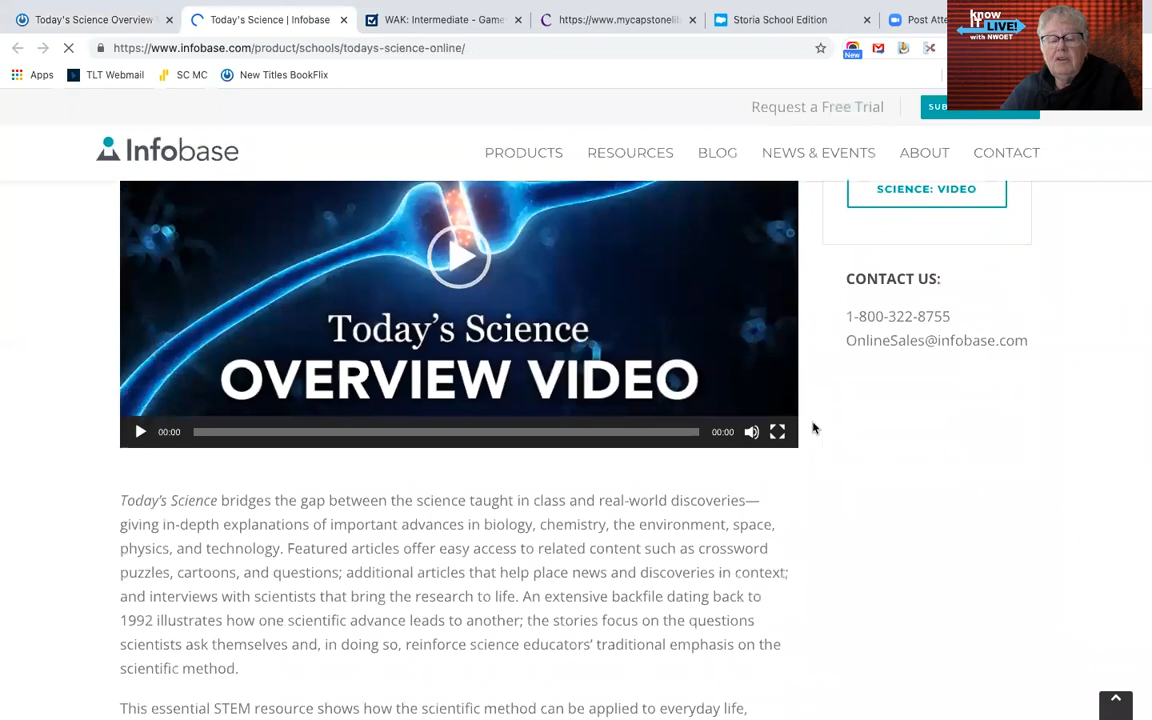 Today's Science Overview V
Today's Science | Infobase
WAK: Intermediate - Game
https://www.mycapstonelib
Storia School Edition
Post Atte
https://www.infobase.com/product/schools/todays-science-online/
New
Apps
TLT Webmail
SC MC
New Titles BookFlix
know
IT LIVE!
with NWOET
Request a Free Trial
SUB
Infobase
PRODUCTS
RESOURCES
BLOG
NEWS & EVENTS
ABOUT
CONTACT
Today's Science
OVERVIEW VIDEO
00:00
00:00
SCIENCE: VIDEO
CONTACT US:
1-800-322-8755
OnlineSales@infobase.com
Today's Science bridges the gap between the science taught in class and real-world discoveries—
giving in-depth explanations of important advances in biology, chemistry, the environment, space,
physics, and technology. Featured articles offer easy access to related content such as crossword
puzzles, cartoons, and questions; additional articles that help place news and discoveries in context;
and interviews with scientists that bring the research to life. An extensive backfile dating back to
1992 illustrates how one scientific advance leads to another; the stories focus on the questions
scientists ask themselves and, in doing so, reinforce science educators' traditional emphasis on the
scientific method.
This essential STEM resource shows how the scientific method can be applied to everyday life,